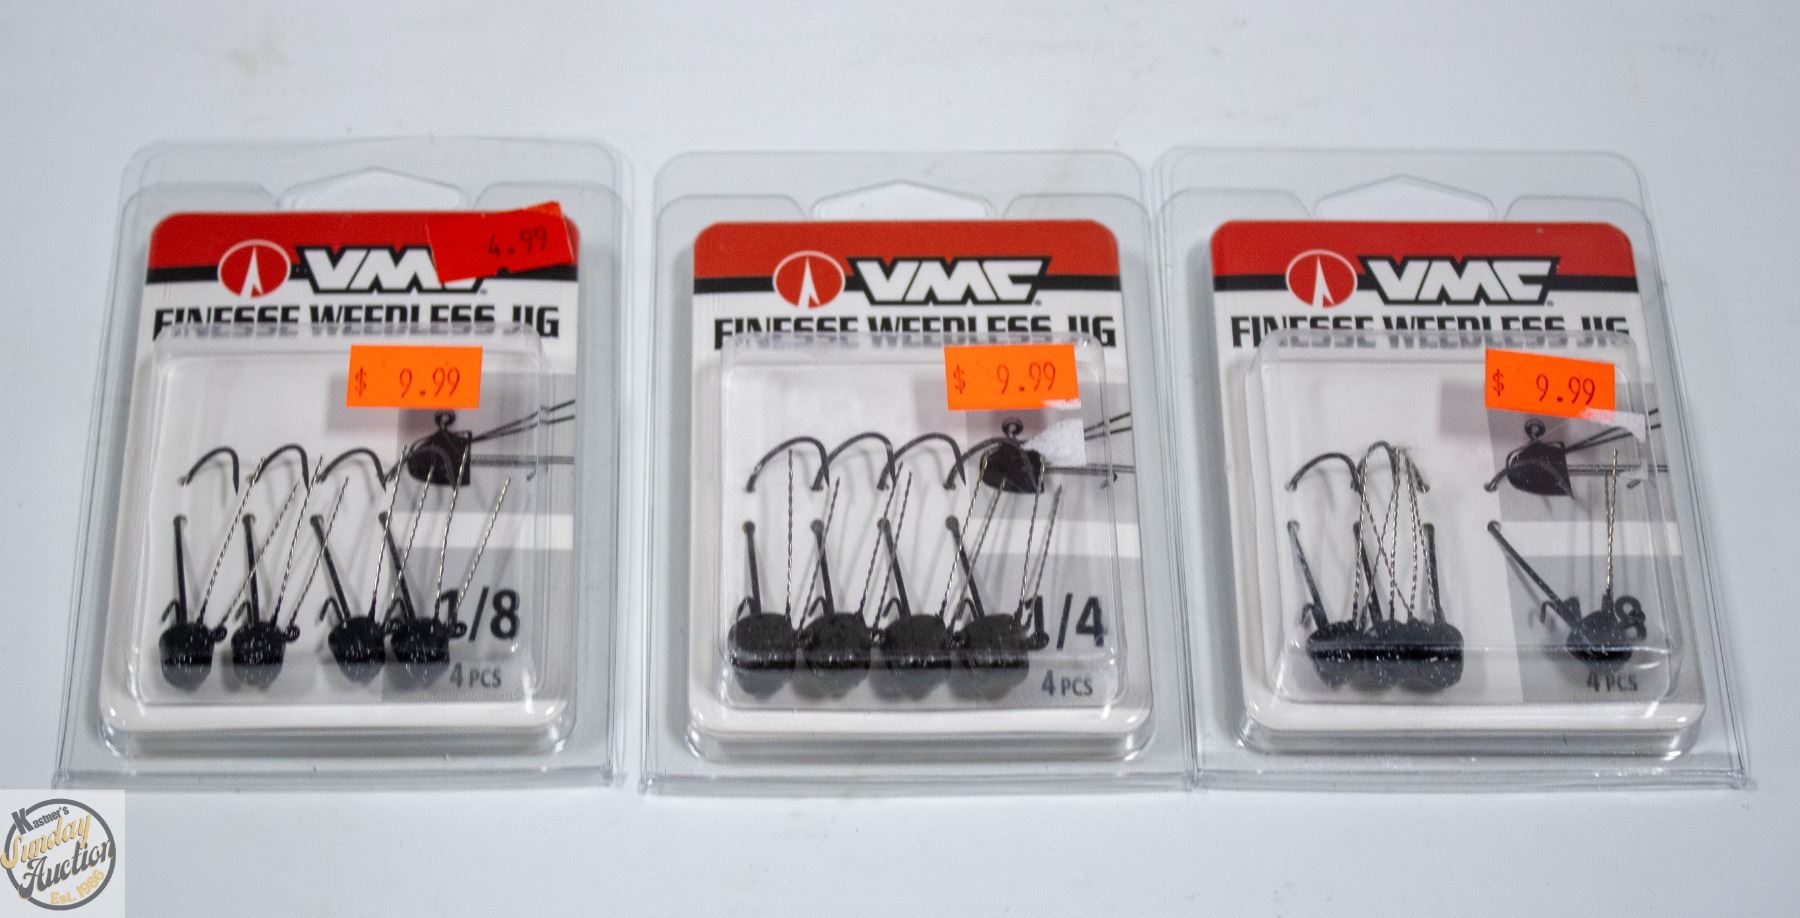 4.99
VMC
FINESSE WEEDLESS JIG
$ 9.99
1/8
4 PCS
VMC
FINESSE WEEDLESS JIG
$ 9.99
1/4
4 PCS
VMC
FINESSE WEEDLESS JIG
$ 9.99
4 PCS
Kastner's
Sunday
Auction
Est. 1986